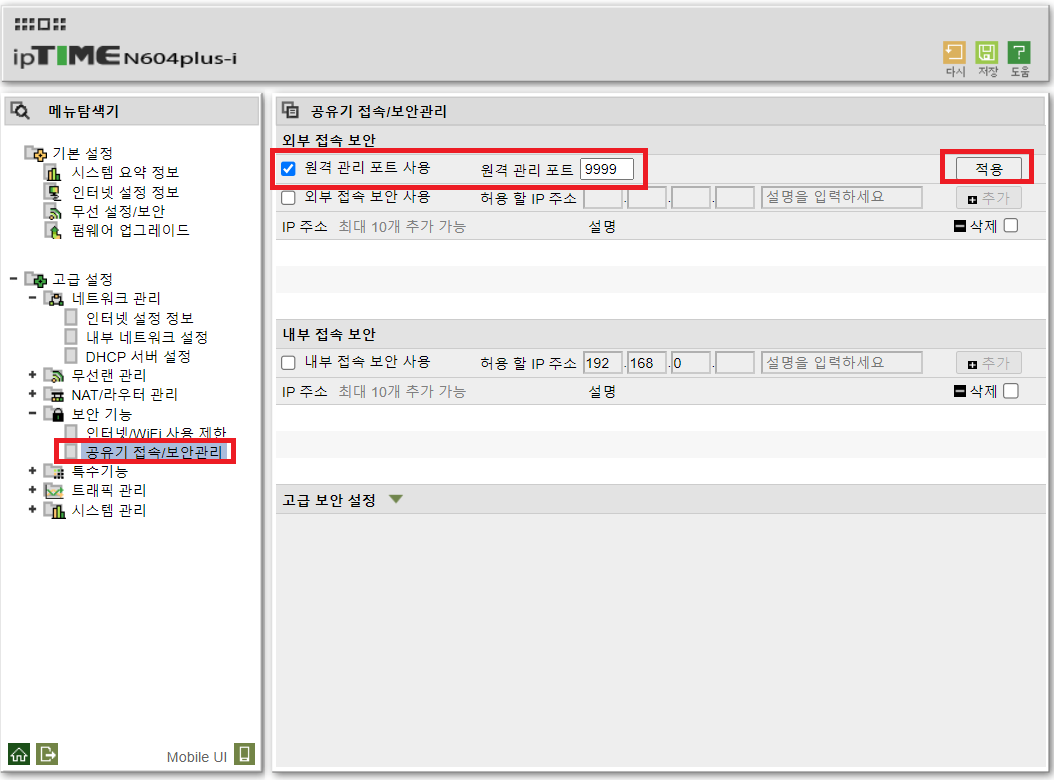 ipTIME N604plus-i
다시 저장 도움
메뉴탐색기
기본 설정
시스템 요약 정보
인터넷 설정 정보
무선 설정/보안
펌웨어 업그레이드
고급 설정
네트워크 관리
인터넷 설정 정보
내부 네트워크 설정
DHCP 서버 설정
무선랜 관리
NAT/라우터 관리
보안 기능
인터넷/WiFi 사용 제한
공유기 접속/보안관리
특수기능
트래픽 관리
시스템 관리
Mobile UI
공유기 접속/보안관리
외부 접속 보안
원격 관리 포트 사용 원격 관리 포트 9999 적용
외부 접속 보안 사용 허용 할 IP 주소 . . . 설명을 입력하세요 추가
IP 주소 최대 10개 추가 가능 설명 삭제
내부 접속 보안
내부 접속 보안 사용 허용 할 IP 주소 192 . 168 . 0 . 설명을 입력하세요 추가
IP 주소 최대 10개 추가 가능 설명 삭제
고급 보안 설정